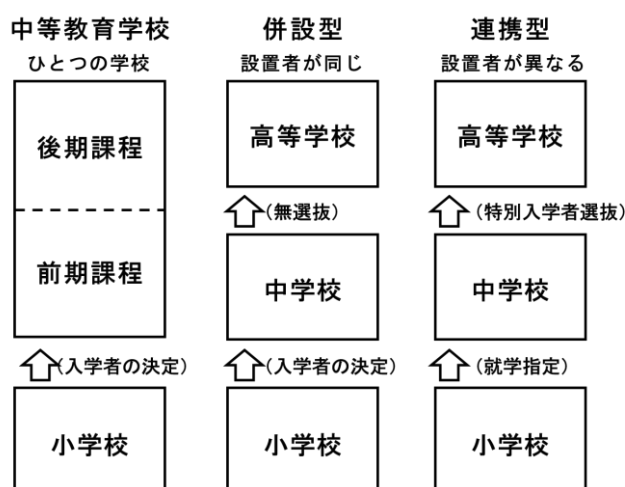 中等教育学校
ひとつの学校
後期課程
前期課程
(入学者の決定)
小学校
併設型
設置者が同じ
高等学校
(無選抜)
中学校
(入学者の決定)
小学校
連携型
設置者が異なる
高等学校
(特別入学者選抜)
中学校
(就学指定)
小学校